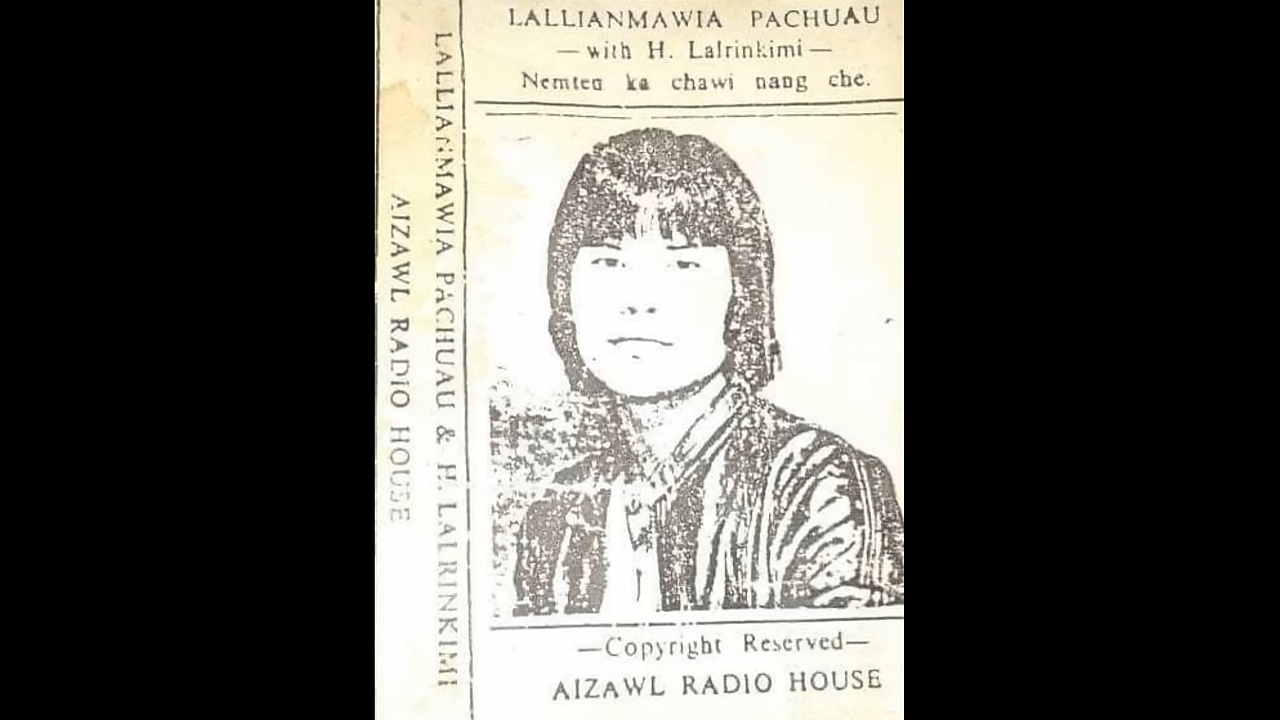 LALLIANMAWIA PACHUAU
—with H. Lalrinkimi—
Nemten ka chawi nang che.
LALLIANMAWIA PACHUAU & H. LALRINKIMI
AIZAWL RADIO HOUSE
—Copyright Reserved—
AIZAWL RADIO HOUSE